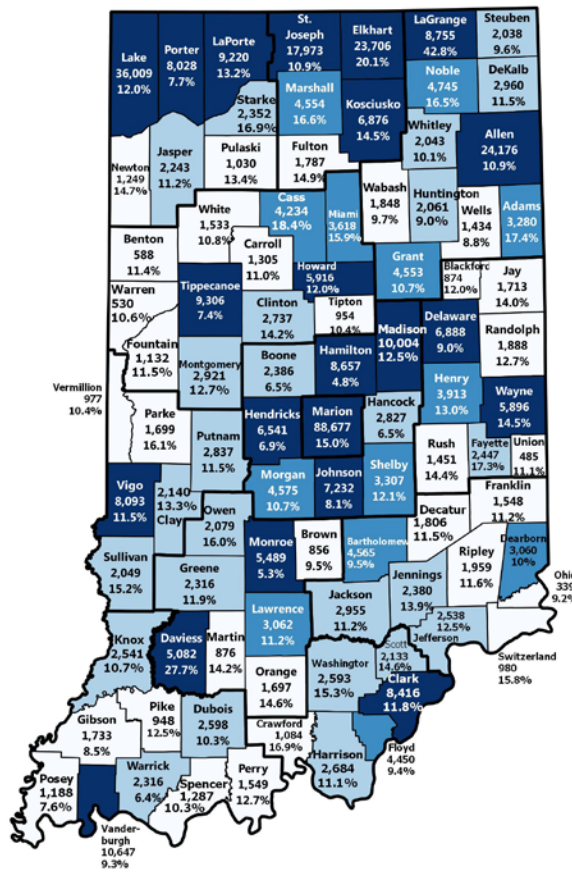 Lake
36,009
12.0%
Porter
8,028
7.7%
LaPorte
9,220
13.2%
St.
Joseph
17,973
10.9%
Elkhart
23,706
20.1%
LaGrange
8,755
42.8%
Steuben
2,038
9.6%
Noble
4,745
16.5%
DeKalb
2,960
11.5%
Starke
2,352
16.9%
Marshall
4,554
16.6%
Kosciusko
6,876
14.5%
Whitley
2,043
10.1%
Allen
24,176
10.9%
Newton
1,249
14.7%
Jasper
2,243
11.2%
Pulaski
1,030
13.4%
Fulton
1,787
14.9%
Wabash
1,848
9.7%
Huntington
2,061
9.0%
Wells
1,434
8.8%
Adams
3,280
17.4%
White
1,533
10.8%
Cass
4,234
18.4%
Miami
3,618
15.9%
Benton
588
11.4%
Carroll
1,305
11.0%
Howard
5,916
12.0%
Grant
4,553
10.7%
Blackford
874
12.0%
Jay
1,713
14.0%
Warren
530
10.6%
Tippecanoe
9,306
7.4%
Clinton
2,737
14.2%
Tipton
954
10.4%
Madison
10,004
12.5%
Delaware
6,888
9.0%
Randolph
1,888
12.7%
Fountain
1,132
11.5%
Montgomery
2,921
12.7%
Boone
2,386
6.5%
Hamilton
8,657
4.8%
Henry
3,913
13.0%
Wayne
5,896
14.5%
Vermillion
977
10.4%
Parke
1,699
16.1%
Putnam
2,837
11.5%
Hendricks
6,541
6.9%
Marion
88,677
15.0%
Hancock
2,827
6.5%
Rush
1,451
14.4%
Fayette
2,447
17.3%
Union
485
11.1%
Vigo
8,093
11.5%
2,140
13.3%
Clay
Owen
2,079
16.0%
Morgan
4,575
10.7%
Johnson
7,232
8.1%
Shelby
3,307
12.1%
Decatur
1,806
11.5%
Franklin
1,548
11.2%
Sullivan
2,049
15.2%
Greene
2,316
11.9%
Monroe
5,489
5.3%
Brown
856
9.5%
Bartholomew
4,565
9.5%
Jennings
2,380
13.9%
Ripley
1,959
11.6%
Dearborn
3,060
10%
Ohio
339
9.2%
Knox
2,541
10.7%
Daviess
5,082
27.7%
Martin
876
14.2%
Lawrence
3,062
11.2%
Jackson
2,955
11.2%
2,538
12.5%
Jefferson
Switzerland
980
15.8%
Orange
1,697
14.6%
Washington
2,593
15.3%
Scott
2,133
14.6%
Clark
8,416
11.8%
Gibson
1,733
8.5%
Pike
948
12.5%
Dubois
2,598
10.3%
Crawford
1,084
16.9%
Harrison
2,684
11.1%
Floyd
4,450
9.4%
Posey
1,188
7.6%
Warrick
2,316
6.4%
Spencer
1,287
10.3%
Perry
1,549
12.7%
Vander-
burgh
10,647
9.3%